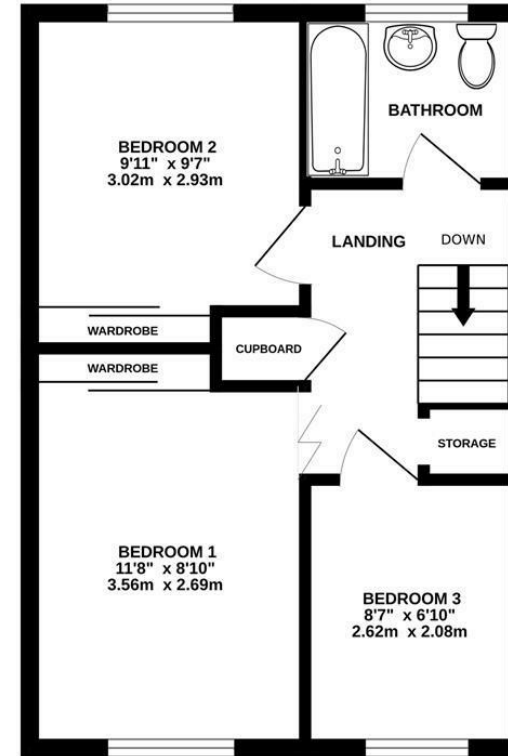 BATHROOM
BEDROOM 2
9'11" x 9'7"
3.02m x 2.93m
LANDING
DOWN
WARDROBE
CUPBOARD
WARDROBE
STORAGE
BEDROOM 1
11'8" x 8'10"
3.56m x 2.69m
BEDROOM 3
8'7" x 6'10"
2.62m x 2.08m